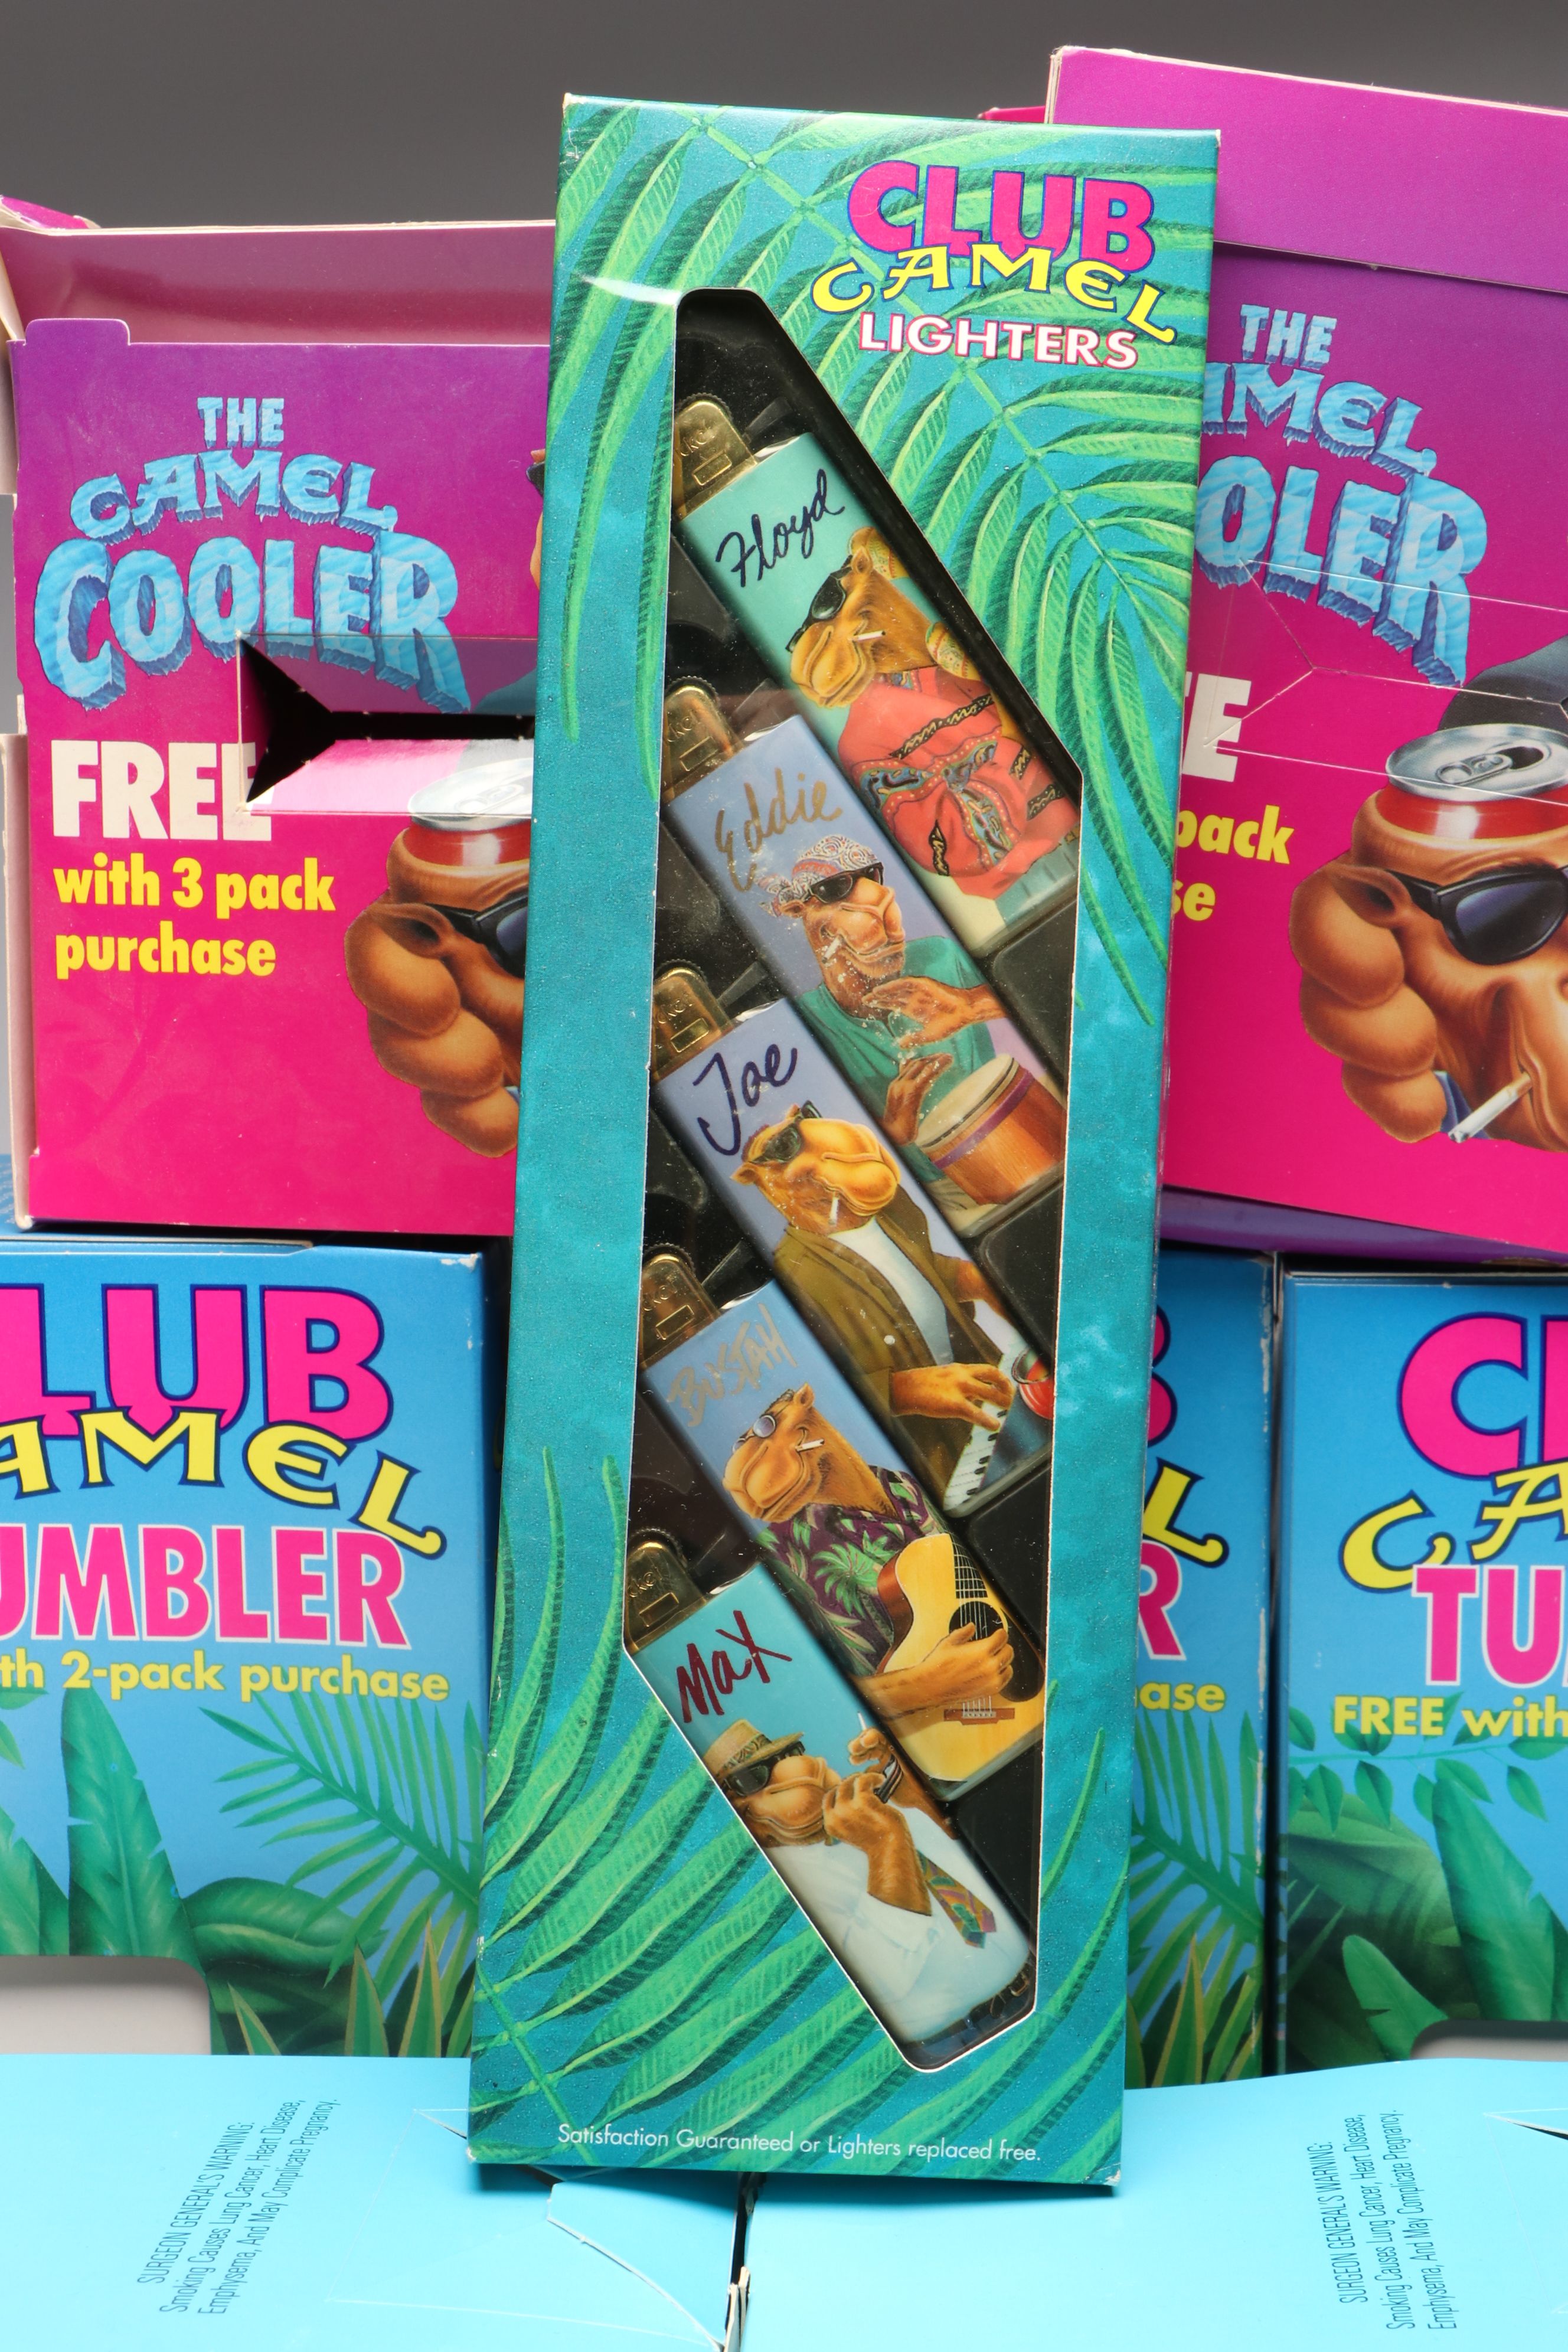 CLUB
CAMEL
LIGHTERS
Floyd
Eddie
Joe
BUSTAH
Max
Satisfaction Guaranteed or Lighters replaced free.
THE
CAMEL
COOLER
FREE
with 3 pack
purchase
THE
AMEL
OLER
E
pack
se
LUB
AMEL
UMBLER
th 2-pack purchase
B
L
R
ase
CL
CA
TU
FREE with
SURGEON GENERAL'S WARNING:
Smoking Causes Lung Cancer, Heart Disease,
Emphysema, And May Complicate Pregnancy.
SURGEON GENERAL'S WARNING:
Smoking Causes Lung Cancer, Heart Disease,
Emphysema, And May Complicate Pregnancy.